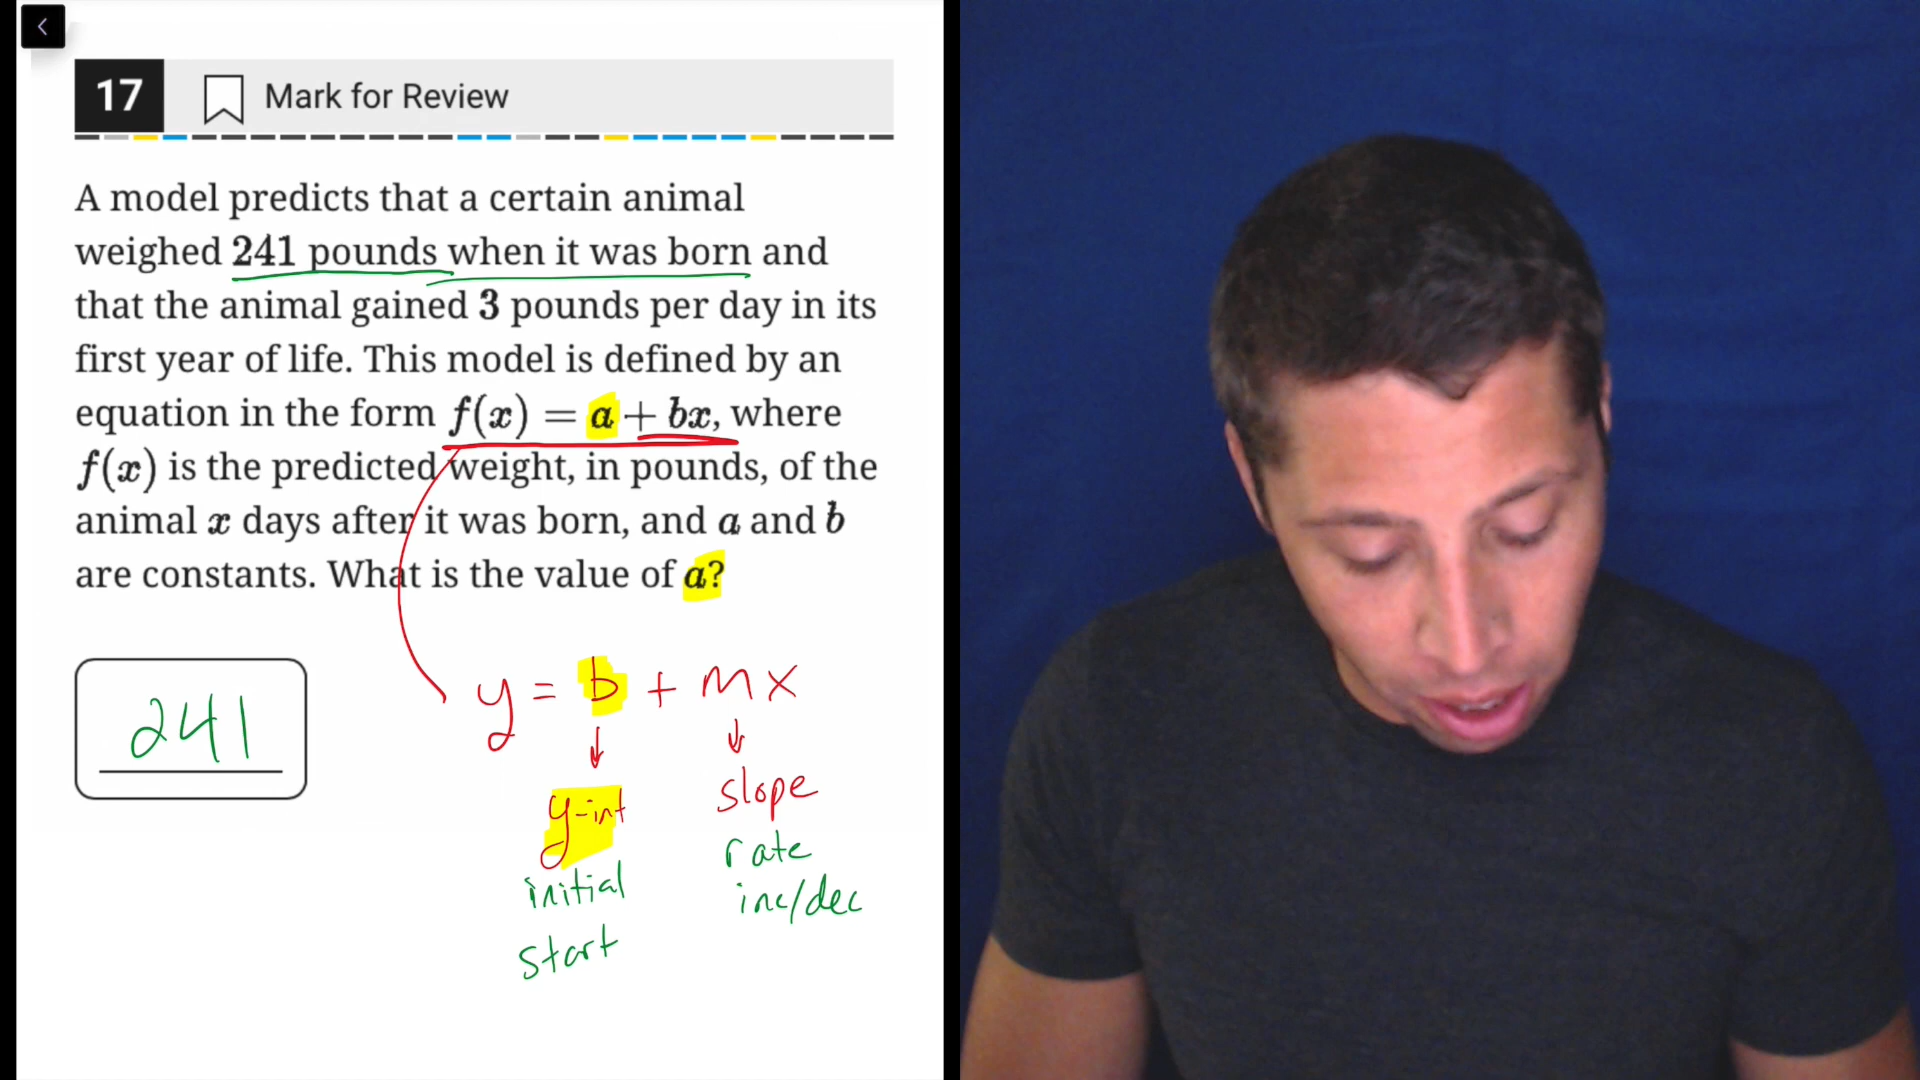 17 Mark for Review
A model predicts that a certain animal
weighed 241 pounds when it was born and
that the animal gained 3 pounds per day in its
first year of life. This model is defined by an
equation in the form f(x) = a + bx, where
f(x) is the predicted weight, in pounds, of the
animal x days after it was born, and a and b
are constants. What is the value of a?
241
y = b + mx
↓ ↓
y-int slope
initial rate
start inc/dec